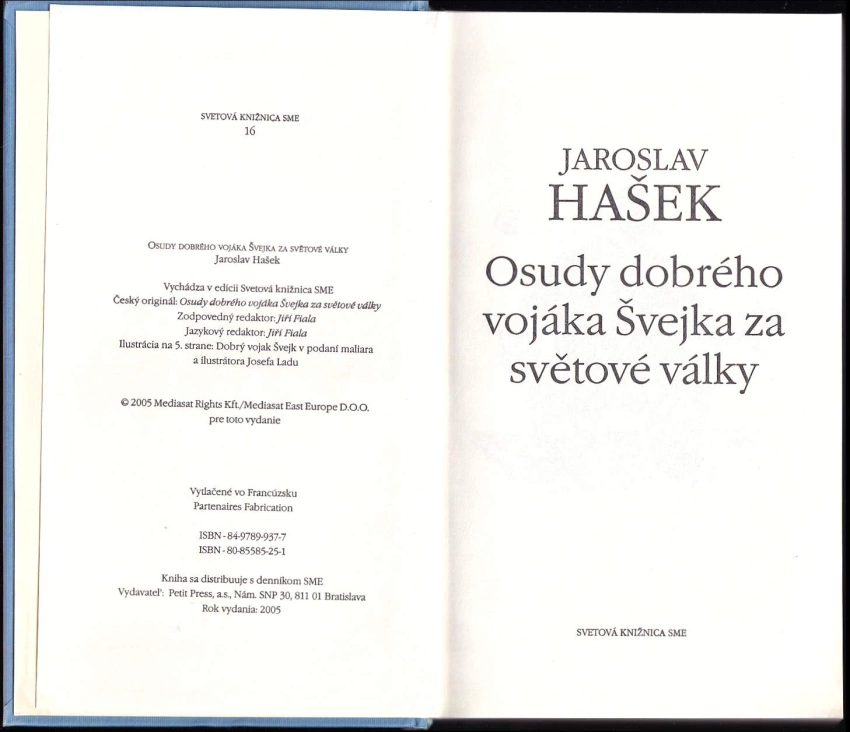 SVETOVÁ KNIŽNICA SME
16
OSUDY DOBRÉHO VOJÁKA ŠVEJKA ZA SVĚTOVÉ VÁLKY
Jaroslav Hašek
Vychádza v edícii Svetová knižnica SME
Český originál: Osudy dobrého vojáka Švejka za světové války
Zodpovedný redaktor: Jiří Fiala
Jazykový redaktor: Jiří Fiala
Ilustrácia na 5. strane: Dobrý vojak Švejk v podaní maliara
a ilustrátora Josefa Ladu
© 2005 Mediasat Rights Kft./Mediasat East Europe D.O.O.
pre toto vydanie
Vytlačené vo Francúzsku
Partenaires Fabrication
ISBN - 84-9789-937-7
ISBN - 80-85585-25-1
Kniha sa distribuuje s denníkom SME
Vydavateľ: Petit Press, a.s., Nám. SNP 30, 811 01 Bratislava
Rok vydania: 2005
JAROSLAV
HAŠEK
Osudy dobrého
vojáka Švejka za
světové války
SVETOVÁ KNIŽNICA SME